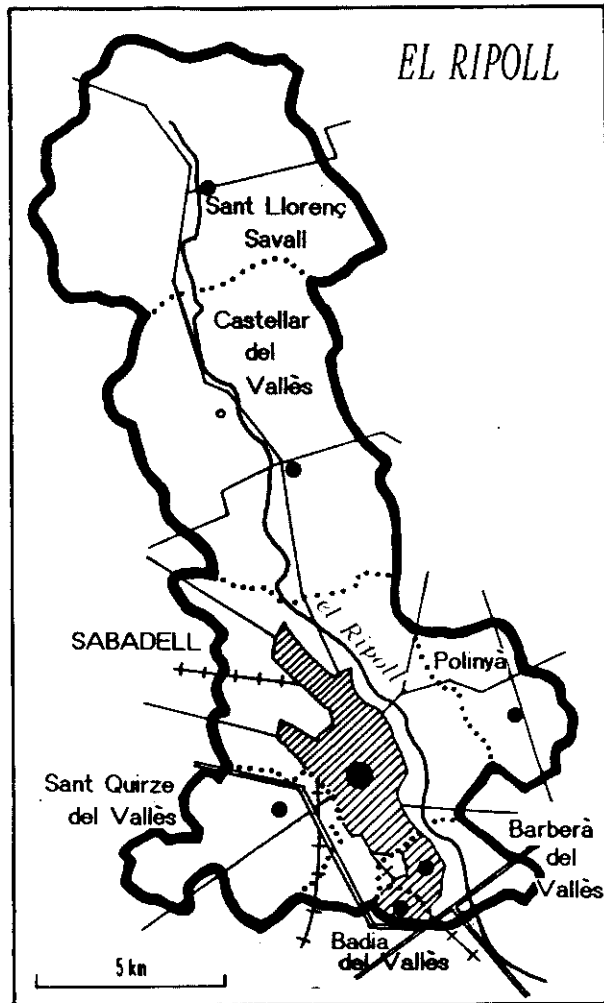 EL RIPOLL
Sant Llorenç
Savall
Castellar
del
Vallès
el Ripoll
SABADELL
Polinyà
Sant Quirze
del Vallès
Barberà
del
Vallès
Badia
del Vallès
5 km